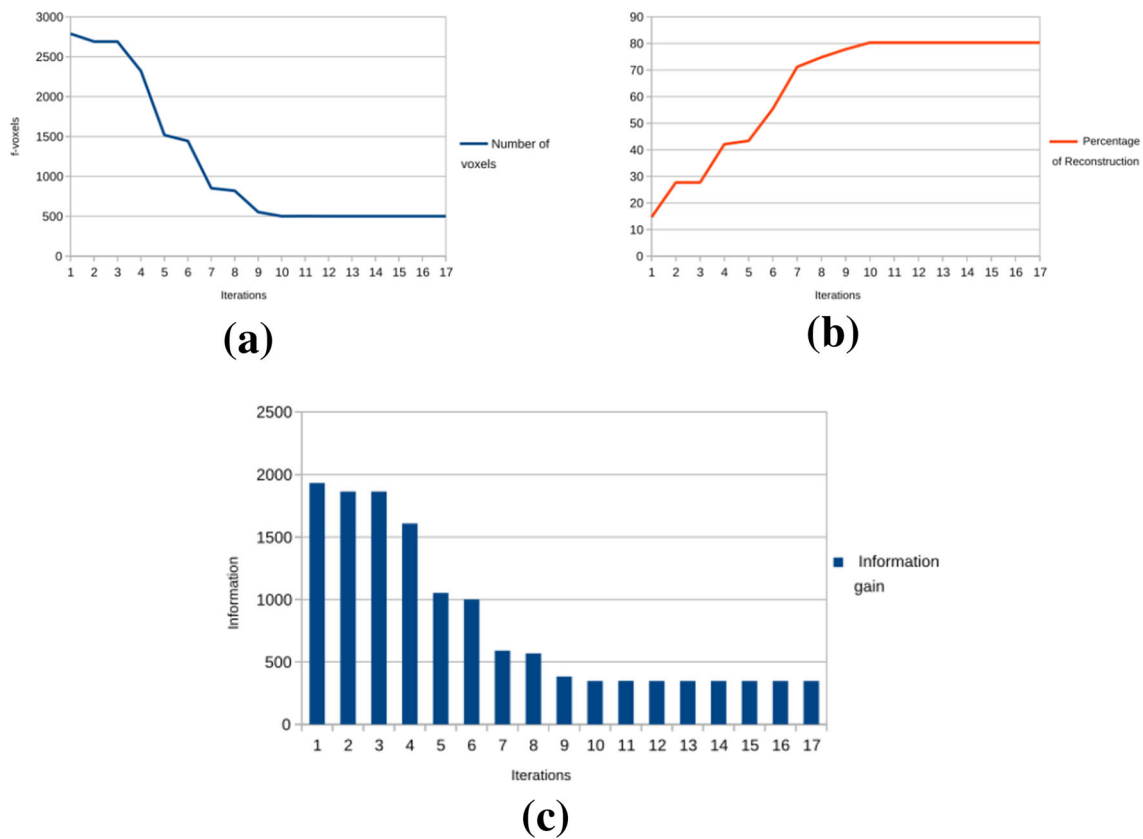 3000
2500
2000
1500
1000
500
0
f-voxels
1 2 3 4 5 6 7 8 9 10 11 12 13 14 15 16 17
Iterations
Number of
voxels
(a)
90
80
70
60
50
40
30
20
10
0
1 2 3 4 5 6 7 8 9 10 11 12 13 14 15 16 17
Iterations
Percentage
of Reconstruction
(b)
2500
2000
1500
1000
500
0
Information
1 2 3 4 5 6 7 8 9 10 11 12 13 14 15 16 17
Iterations
Information
gain
(c)